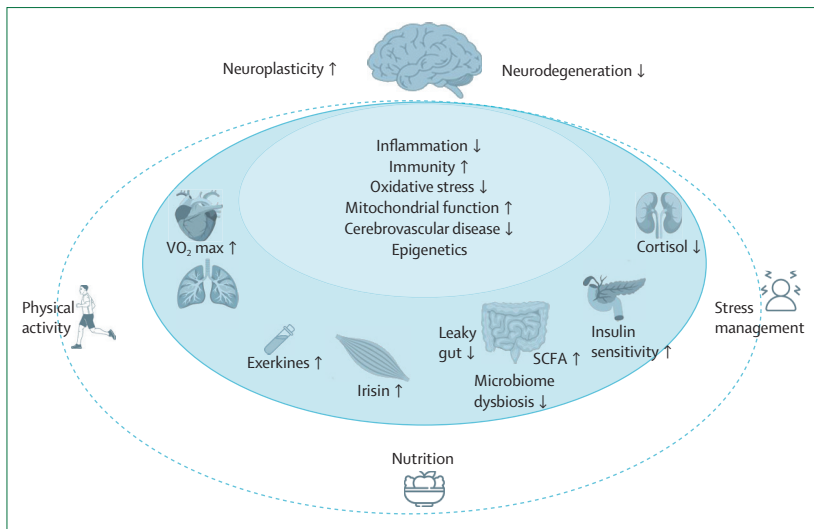 Neuroplasticity ↑
Neurodegeneration ↓
Inflammation ↓
Immunity ↑
Oxidative stress ↓
Mitochondrial function ↑
Cerebrovascular disease ↓
Epigenetics
VO₂ max ↑
Cortisol ↓
Physical
activity
Stress
management
Exerkines ↑
Irisin ↑
Leaky
gut ↓
SCFA ↑
Microbiome
dysbiosis ↓
Insulin
sensitivity ↑
Nutrition